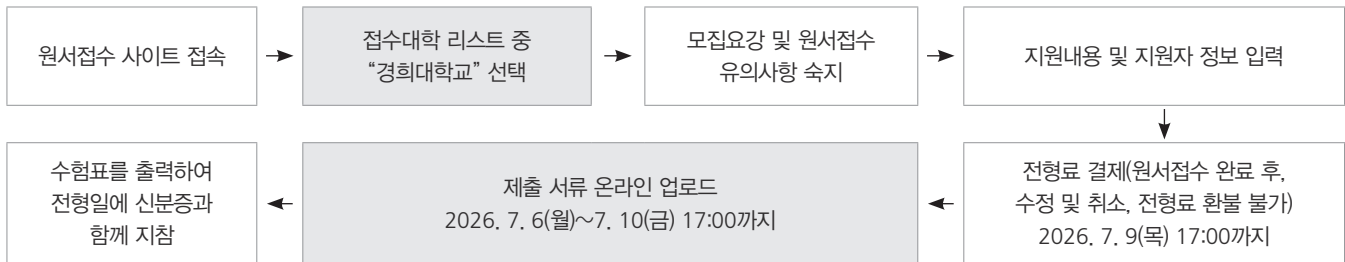 원서접수 사이트 접속
접수대학 리스트 중
“경희대학교” 선택
모집요강 및 원서접수
유의사항 숙지
지원내용 및 지원자 정보 입력
전형료 결제(원서접수 완료 후,
수정 및 취소, 전형료 환불 불가)
2026. 7. 9(목) 17:00까지
제출 서류 온라인 업로드
2026. 7. 6(월)~7. 10(금) 17:00까지
수험표를 출력하여
전형일에 신분증과
함께 지참